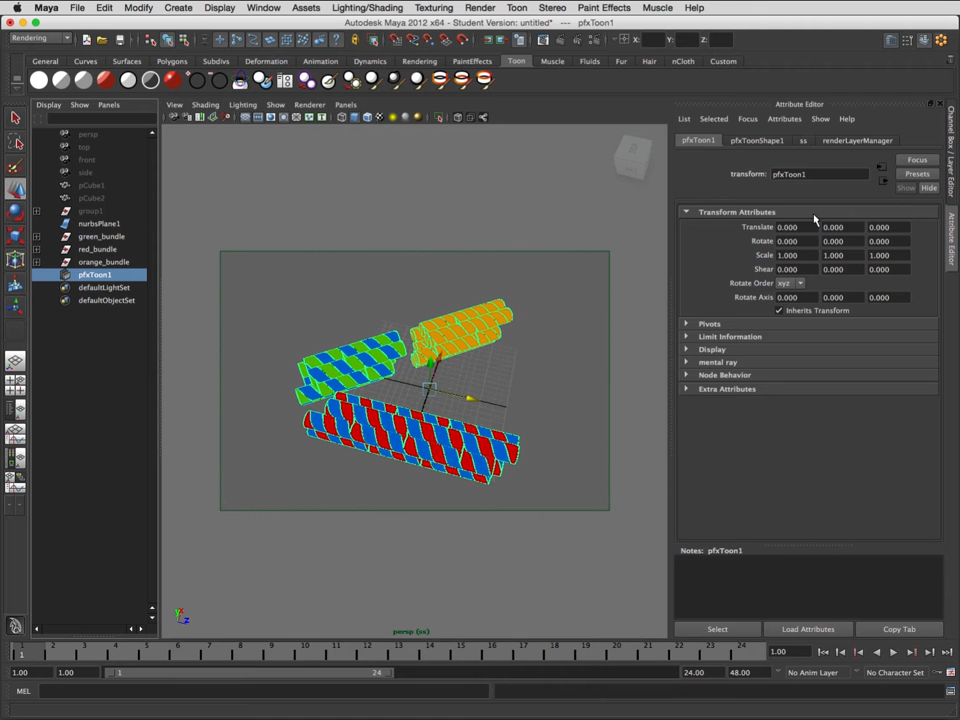 Maya File Edit Modify Create Display Window Assets Lighting/Shading Texturing Render Toon Stereo Paint Effects Muscle Help
Autodesk Maya 2012 x64 - Student Version: untitled* --- pfxToon1
Rendering X: Y: Z:
General Curves Surfaces Polygons Subdivs Deformation Animation Dynamics Rendering PaintEffects Toon Muscle Fluids Fur Hair nCloth Custom
Display Show Panels
View Shading Lighting Show Renderer Panels
Attribute Editor
List Selected Focus Attributes Show Help
pfxToon1 pfxToonShape1 ss renderLayerManager
Focus
transform: pfxToon1
Presets
Show Hide
persp
top
front
side
pCube1
pCube2
group1
nurbsPlane1
green_bundle
red_bundle
orange_bundle
pfxToon1
defaultLightSet
defaultObjectSet
Transform Attributes
Translate 0.000 0.000 0.000
Rotate 0.000 0.000 0.000
Scale 1.000 1.000 1.000
Shear 0.000 0.000 0.000
Rotate Order xyz
Rotate Axis 0.000 0.000 0.000
Inherits Transform
Pivots
Limit Information
Display
mental ray
Node Behavior
Extra Attributes
Channel Box / Layer Editor
Attribute Editor
Notes: pfxToon1
Select Load Attributes Copy Tab
persp (ss)
1 2 3 4 5 6 7 8 9 10 11 12 13 14 15 16 17 18 19 20 21 22 23 24
1 1.00
1.00 1.00 1 24 24.00 48.00 No Anim Layer No Character Set
MEL